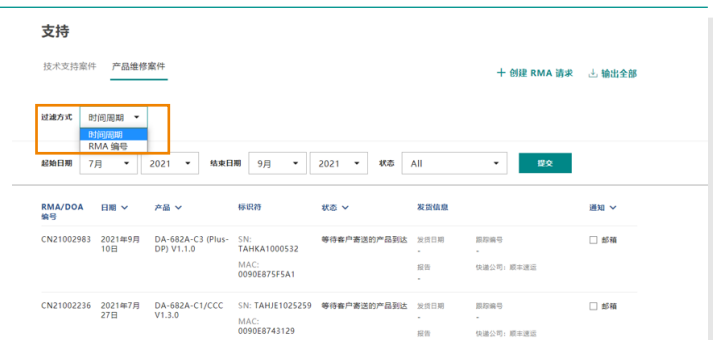 支持
技术支持案件 产品维修案件
+ 创建 RMA 请求 输出全部
过滤方式 时间周期
时间周期
RMA 编号
起始日期 7月 2021 结束日期 9月 2021 状态 All 提交
RMA/DOA 编号 日期 产品 标识符 状态 发货信息 通知
CN21002983 2021年9月 DA-682A-C3 (Plus- SN: 等待客户寄送的产品到达 发货日期 跟踪编号 邮箱
10日 DP) V1.1.0 TAHKA1000532 - -
MAC: 报告 快递公司: 顺丰速运
0090E875F5A1 -
CN21002236 2021年7月 DA-682A-C1/CCC SN: TAHJE1025259 等待客户寄送的产品到达 发货日期 跟踪编号 邮箱
27日 V1.3.0 MAC: - -
0090E8743129 报告 快递公司: 顺丰速运